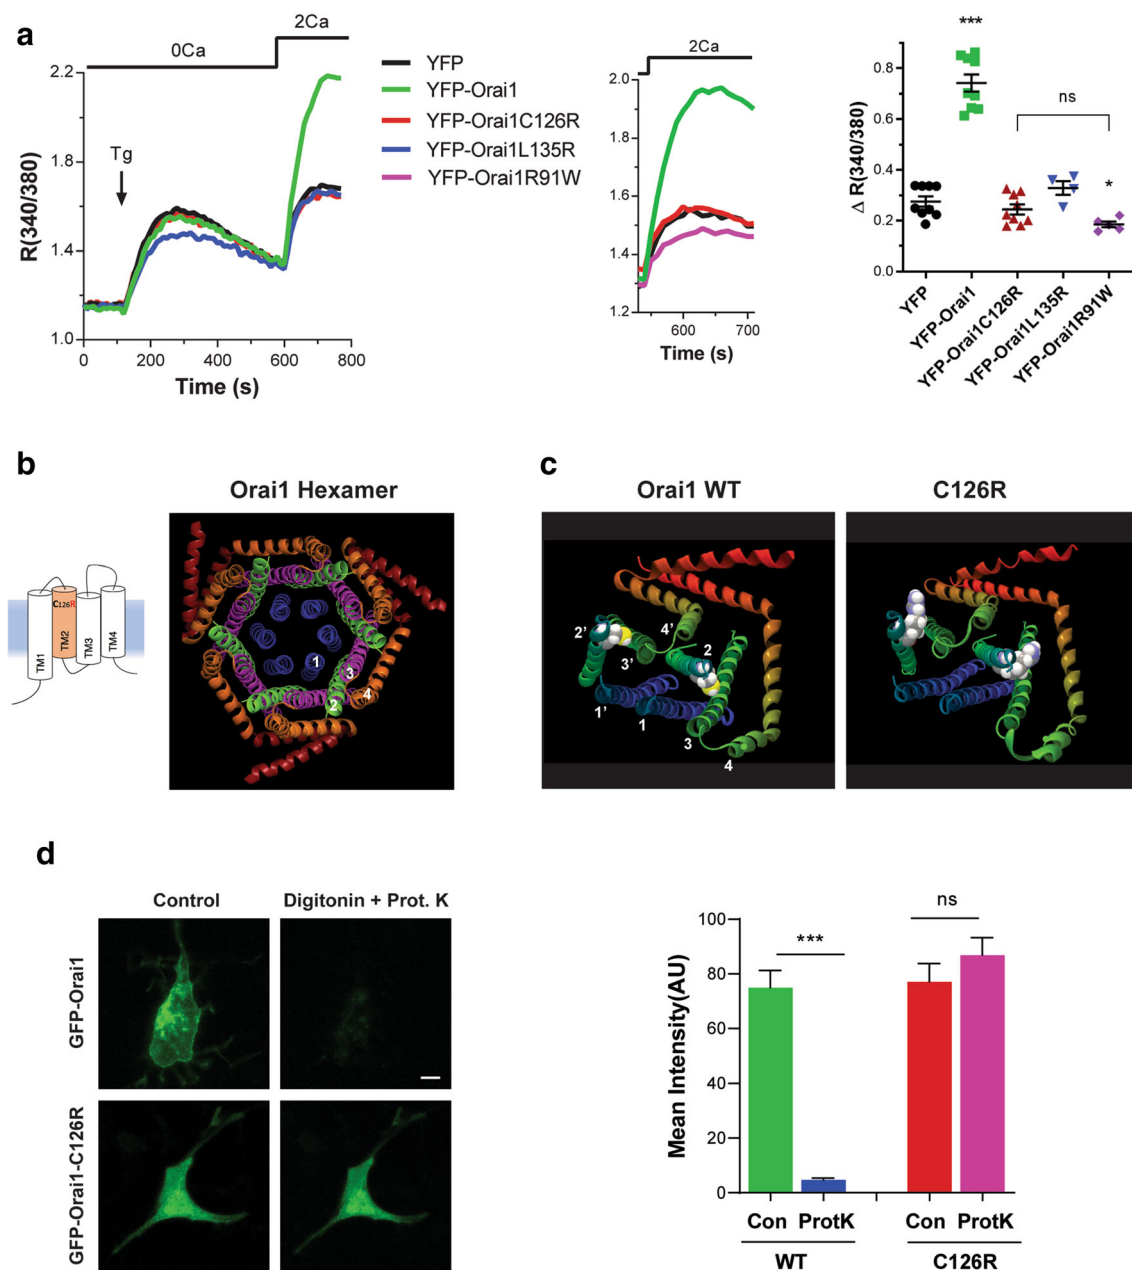 a
0Ca
2Ca
2.2
1.8
1.4
1.0
R(340/380)
Tg
0
200
400
600
800
Time (s)
YFP
YFP-Orai1
YFP-Orai1C126R
YFP-Orai1L135R
YFP-Orai1R91W
2Ca
2.0
1.8
1.6
1.4
1.2
600
700
Time (s)
***
ns
*
0.8
0.6
0.4
0.2
0.0
Δ R(340/380)
YFP
YFP-Orai1
YFP-Orai1C126R
YFP-Orai1L135R
YFP-Orai1R91W
b
Orai1 Hexamer
C126R
TM1
TM2
TM3
TM4
1
3
2
4
c
Orai1 WT
C126R
2'
4'
3'
2
1'
1
3
4
d
Control
Digitonin + Prot. K
GFP-Orai1
GFP-Orai1-C126R
Mean Intensity(AU)
100
80
60
40
20
0
***
ns
Con ProtK
Con ProtK
WT
C126R